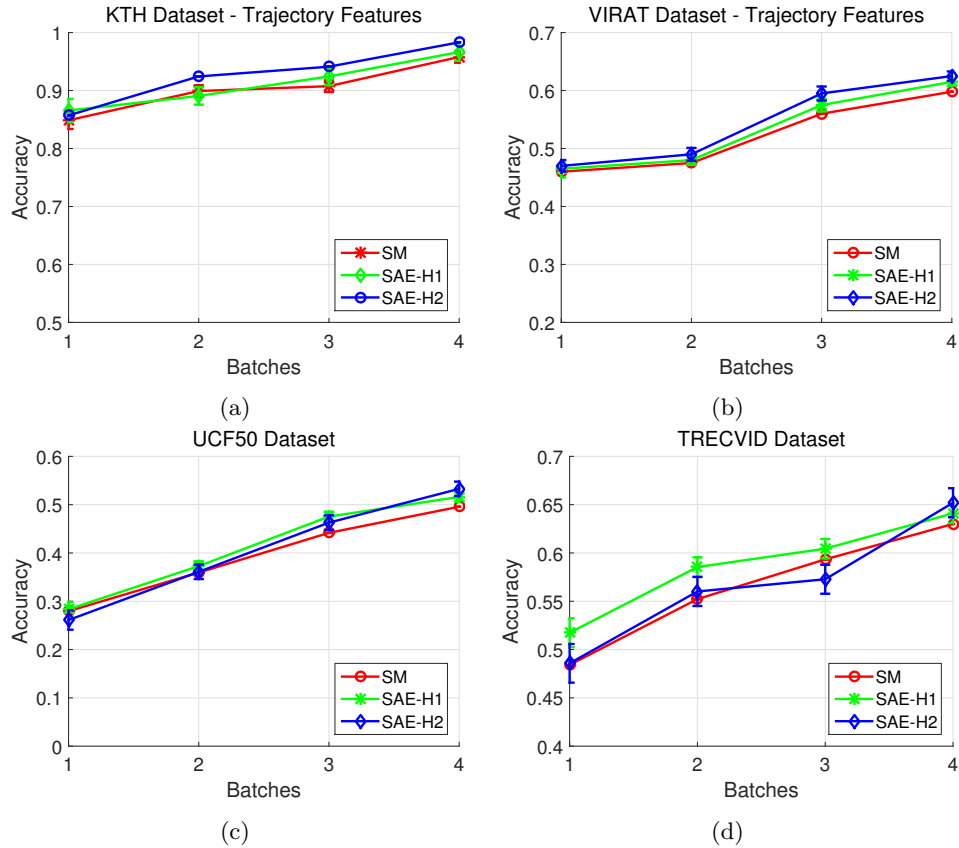 KTH Dataset - Trajectory Features
1
0.9
0.8
0.7
0.6
0.5
Accuracy
SM
SAE-H1
SAE-H2
1 2 3 4
Batches
(a)
VIRAT Dataset - Trajectory Features
0.7
0.6
0.5
0.4
0.3
0.2
Accuracy
SM
SAE-H1
SAE-H2
1 2 3 4
Batches
(b)
UCF50 Dataset
0.6
0.5
0.4
0.3
0.2
0.1
0
Accuracy
SM
SAE-H1
SAE-H2
1 2 3 4
Batches
(c)
TRECVID Dataset
0.7
0.65
0.6
0.55
0.5
0.45
0.4
Accuracy
SM
SAE-H1
SAE-H2
1 2 3 4
Batches
(d)